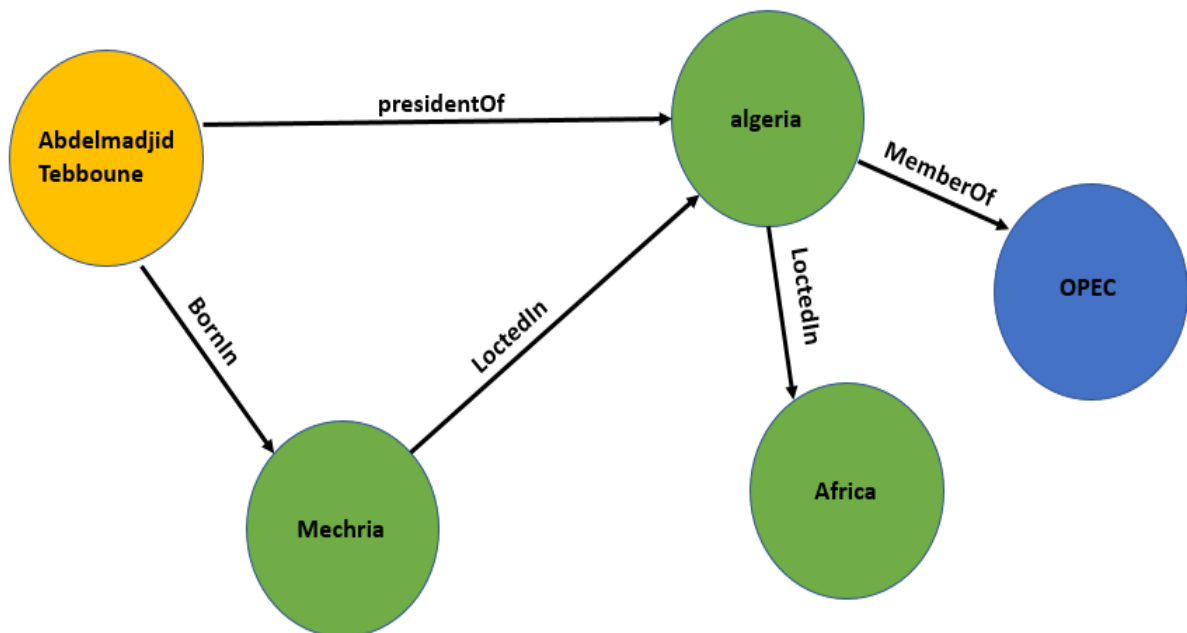 presidentOf
algeria
Abdelmadjid
Tebboune
MemberOf
BornIn
LoctedIn
LoctedIn
OPEC
Mechria
Africa